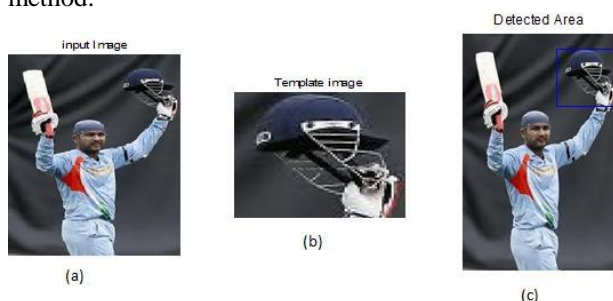 method.
input Image
(a)
Template image
(b)
Detected Area
(c)